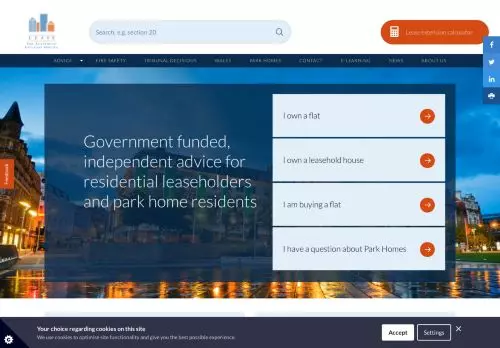 LEASE
THE LEASEHOLD
ADVISORY SERVICE
Search, e.g. section 20
Lease extension calculator
ADVICE
FIRE SAFETY
TRIBUNAL DECISIONS
WALES
PARK HOMES
CONTACT
E-LEARNING
NEWS
ABOUT US
Government funded,
independent advice for
residential leaseholders
and park home residents
I own a flat
I own a leasehold house
I am buying a flat
I have a question about Park Homes
Feedback
Your choice regarding cookies on this site
We use cookies to optimise site functionality and give you the best possible experience.
Accept
Settings